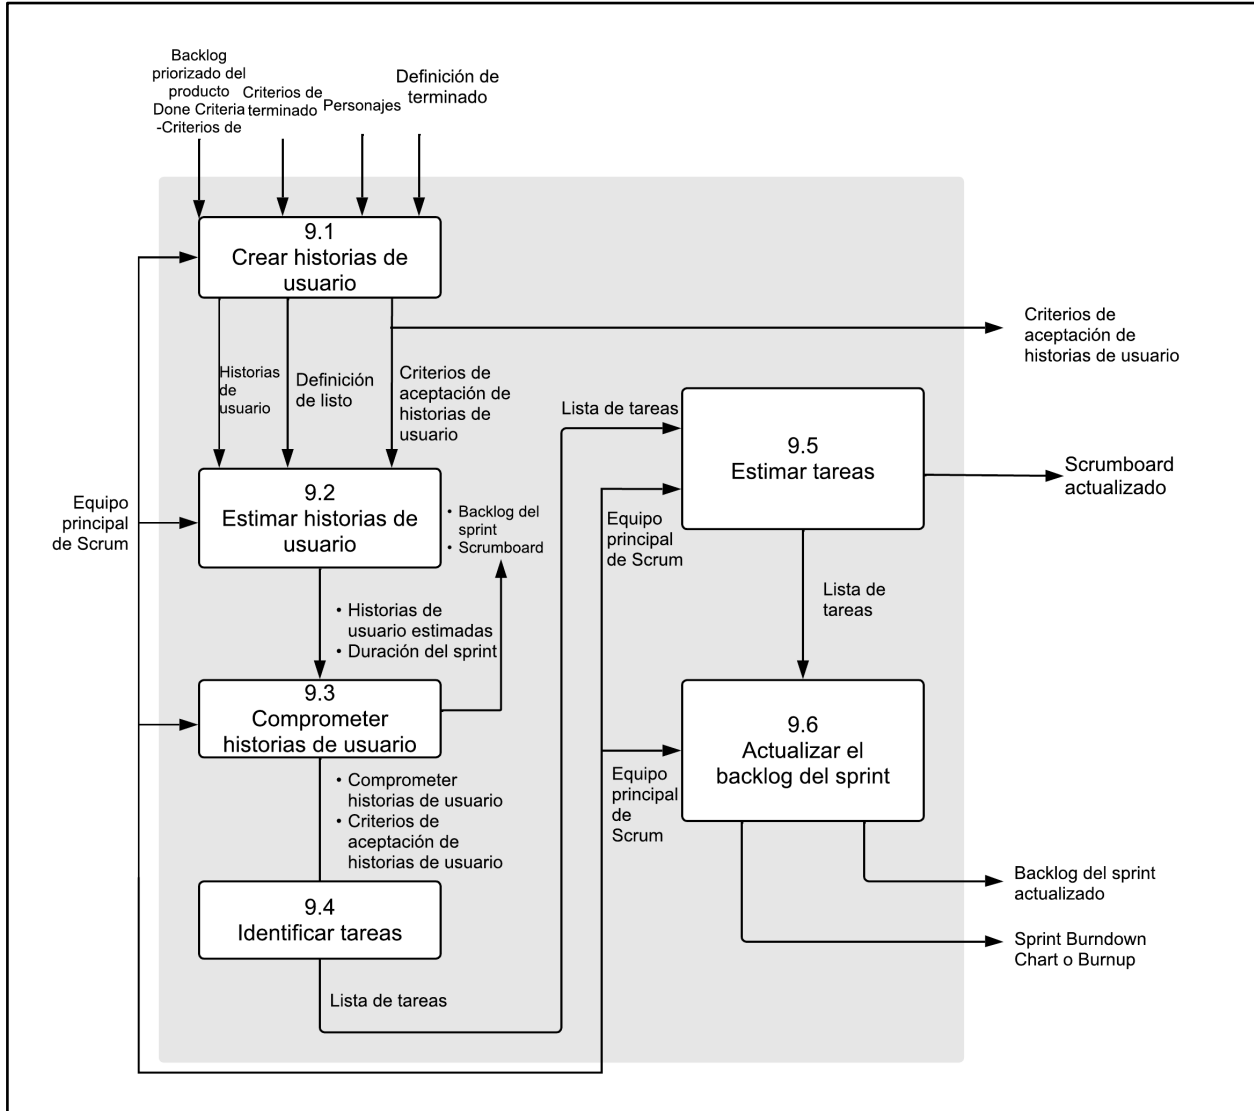 Backlog
priorizado del
producto
Done Criteria
-Criterios de
Criterios de
terminado
Personajes
Definición de
terminado
9.1
Crear historias de
usuario
Criterios de
aceptación de
historias de usuario
Historias
de
usuario
Definición
de listo
Criterios de
aceptación de
historias de
usuario
Lista de tareas
9.5
Estimar tareas
Scrumboard
actualizado
Equipo
principal
de Scrum
9.2
Estimar historias de
usuario
• Backlog del
sprint
• Scrumboard
Equipo
principal
de Scrum
• Historias de
usuario estimadas
• Duración del sprint
Lista de
tareas
9.3
Comprometer
historias de usuario
9.6
Actualizar el
backlog del sprint
• Comprometer
historias de usuario
• Criterios de
aceptación de
historias de usuario
Equipo
principal
de
Scrum
9.4
Identificar tareas
Backlog del sprint
actualizado
Sprint Burndown
Chart o Burnup
Lista de tareas